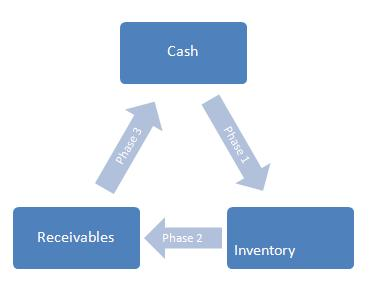 Cash
Phase 3
Phase 1
Receivables
Phase 2
Inventory